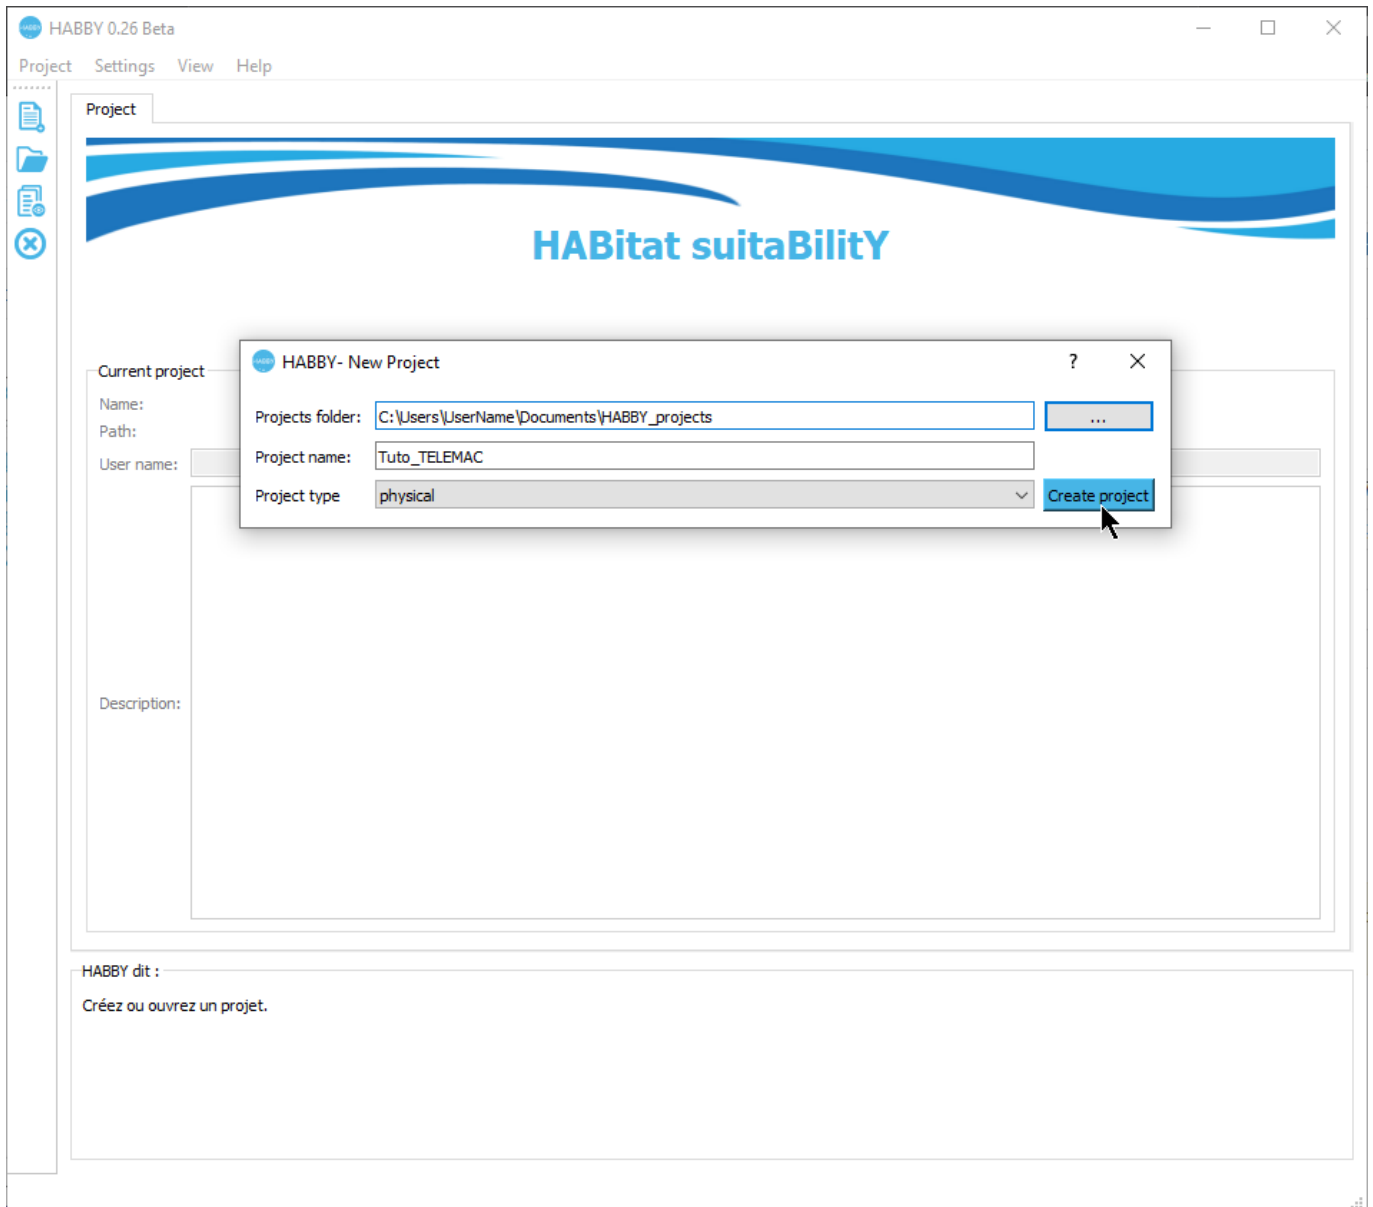 HABBY 0.26 Beta
Project Settings View Help
Project
HABitat suitaBilitY
HABBY- New Project ?
Projects folder: C:\Users\UserName\Documents\HABBY_projects ...
Project name: Tuto_TELEMAC
Project type physical Create project
Current project
Name:
Path:
User name:
Description:
HABBY dit :
Créez ou ouvrez un projet.